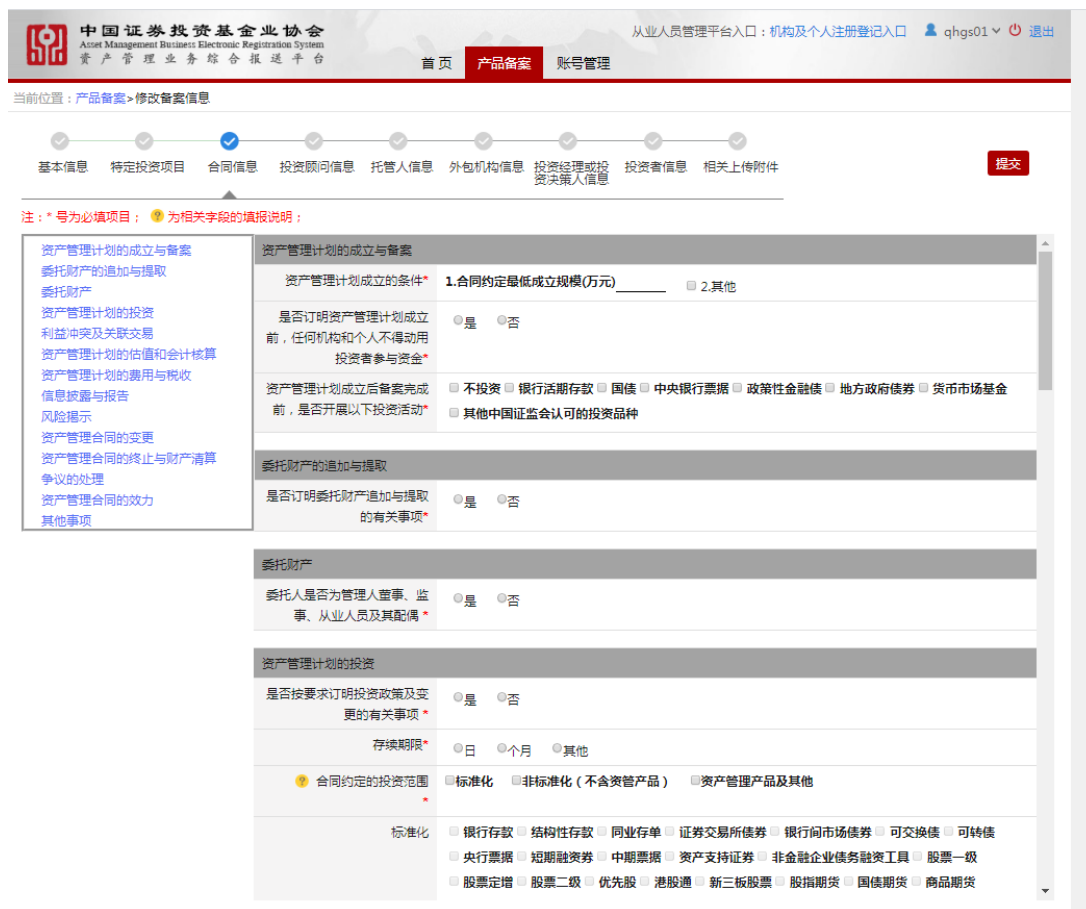 中国证券投资基金业协会
Asset Management Business Electronic Registration System
资产管理业务综合报送平台
从业人员管理平台入口：机构及个人注册登记入口 qhgs01 退出
首页 产品备案 账号管理
当前位置：产品备案>修改备案信息
基本信息 特定投资项目 合同信息 投资顾问信息 托管人信息 外包机构信息 投资经理或投资决策人信息 投资者信息 相关上传附件
提交
注：* 号为必填项目； 为相关字段的填报说明；
资产管理计划的成立与备案
委托财产的追加与提取
委托财产
资产管理计划的投资
利益冲突及关联交易
资产管理计划的估值和会计核算
资产管理计划的费用与税收
信息披露与报告
风险揭示
资产管理合同的变更
资产管理合同的终止与财产清算
争议的处理
资产管理合同的效力
其他事项
资产管理计划的成立与备案
资产管理计划成立的条件* 1.合同约定最低成立规模(万元)________ 2.其他
是否订明资产管理计划成立
前，任何机构和个人不得动用
投资者参与资金*
是 否
资产管理计划成立后备案完成
前，是否开展以下投资活动*
不投资 银行活期存款 国债 中央银行票据 政策性金融债 地方政府债券 货币市场基金
其他中国证监会认可的投资品种
委托财产的追加与提取
是否订明委托财产追加与提取
的有关事项*
是 否
委托财产
委托人是否为管理人董事、监
事、从业人员及其配偶 *
是 否
资产管理计划的投资
是否按要求订明投资政策及变
更的有关事项 *
是 否
存续期限* 日 个月 其他
? 合同约定的投资范围
*
标准化 非标准化（不含资管产品） 资产管理产品及其他
标准化
银行存款 结构性存款 同业存单 证券交易所债券 银行间市场债券 可交换债 可转债
央行票据 短期融资券 中期票据 资产支持证券 非金融企业债务融资工具 股票一级
股票定增 股票二级 优先股 港股通 新三板股票 股指期货 国债期货 商品期货